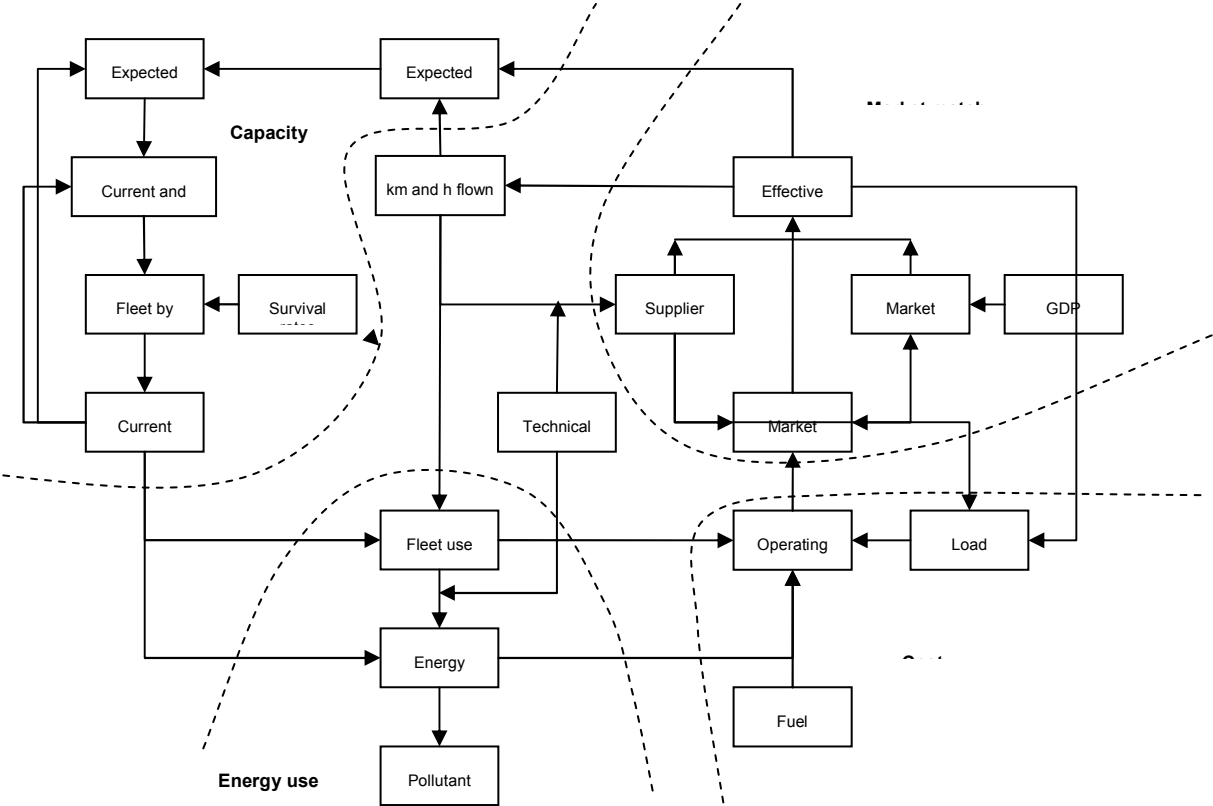 Expected
Expected
Capacity
Current and
km and h flown
Effective
Fleet by
Survival
Supplier
Market
GDP
Current
Technical
Market
Fleet use
Operating
Load
Energy
Fuel
Energy use
Pollutant